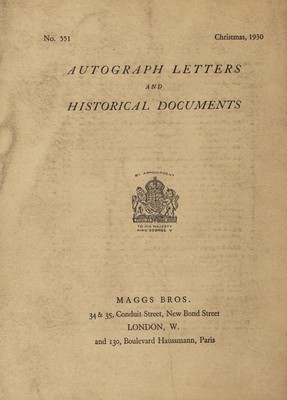 No. 551 Christmas, 1930
AUTOGRAPH LETTERS
AND
HISTORICAL DOCUMENTS
BY APPOINTMENT
TO HIS MAJESTY
KING GEORGE V
MAGGS BROS.
34 & 35, Conduit Street, New Bond Street
LONDON, W.
and 130, Boulevard Haussmann, Paris